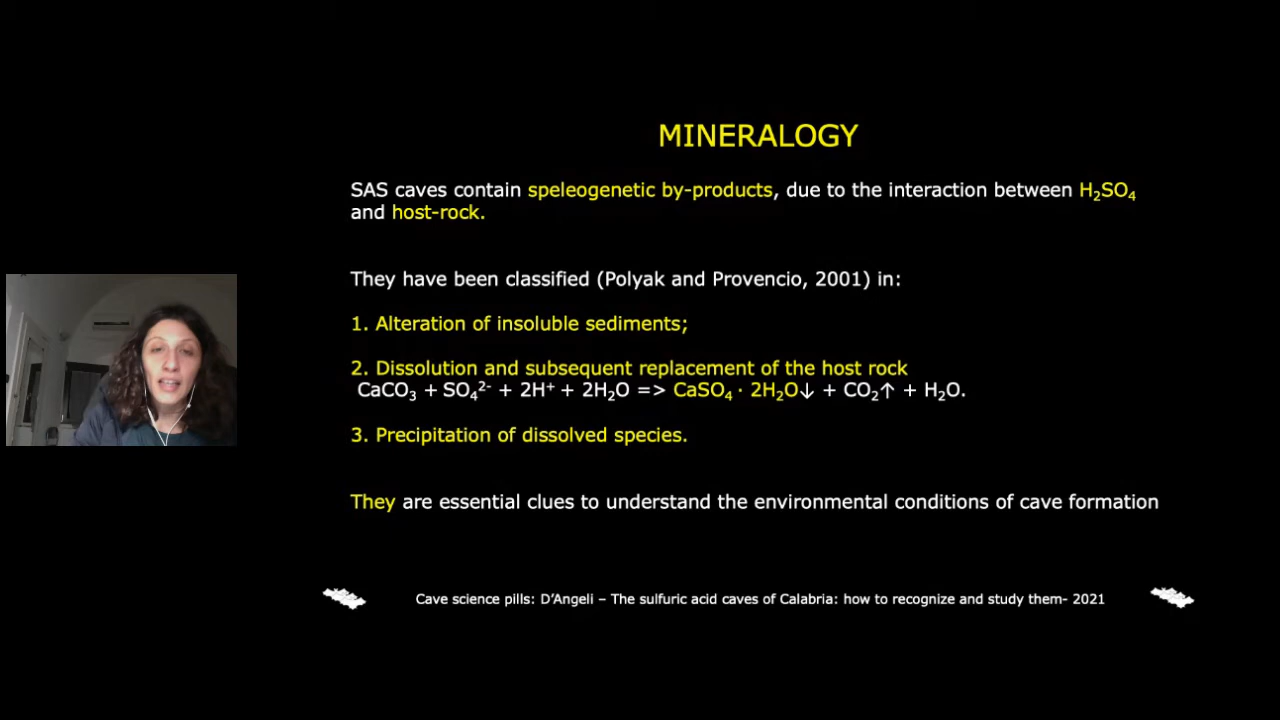 MINERALOGY
SAS caves contain speleogenetic by-products, due to the interaction between H₂SO₄
and host-rock.
They have been classified (Polyak and Provencio, 2001) in:
1. Alteration of insoluble sediments;
2. Dissolution and subsequent replacement of the host rock
CaCO₃ + SO₄²⁻ + 2H⁺ + 2H₂O => CaSO₄ · 2H₂O↓ + CO₂↑ + H₂O.
3. Precipitation of dissolved species.
They are essential clues to understand the environmental conditions of cave formation
Cave science pills: D’Angeli – The sulfuric acid caves of Calabria: how to recognize and study them- 2021